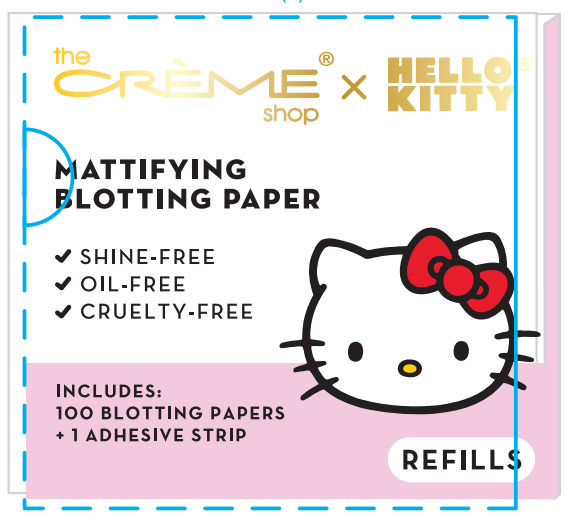 the
CRÈME®
shop
×
HELLO®
KITTY
MATTIFYING
BLOTTING PAPER
✔ SHINE-FREE
✔ OIL-FREE
✔ CRUELTY-FREE
INCLUDES:
100 BLOTTING PAPERS
+ 1 ADHESIVE STRIP
REFILLS